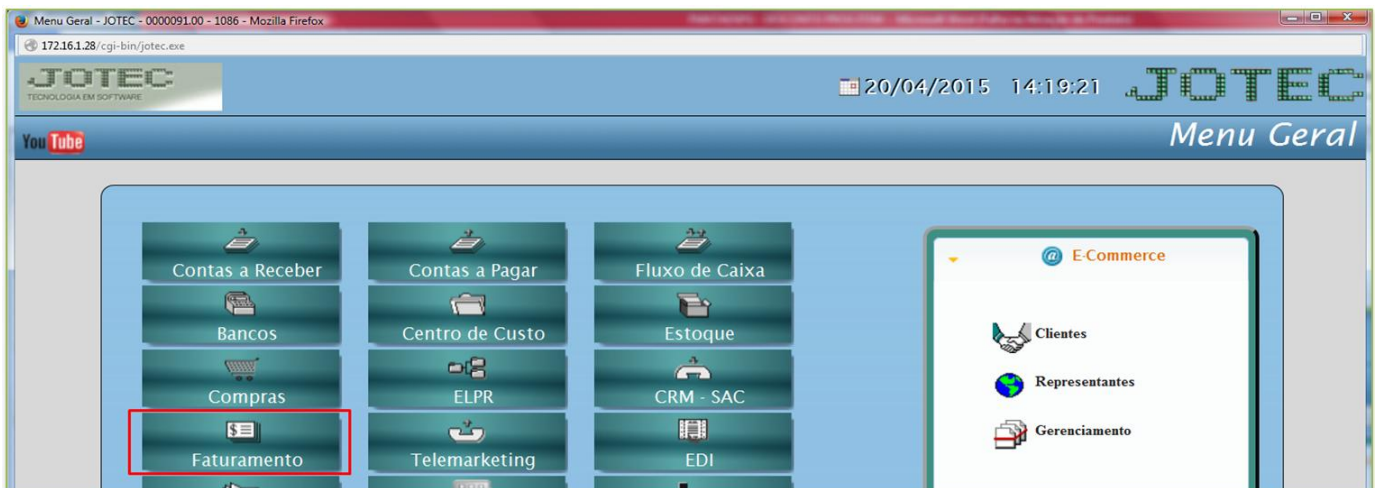 Menu Geral - JOTEC - 0000091.00 - 1086 - Mozilla Firefox
172.16.1.28/cgi-bin/jotec.exe
JOTEC
TECNOLOGIA EM SOFTWARE
20/04/2015 14:19:21
JOTEC
You Tube
Menu Geral
Contas a Receber
Contas a Pagar
Fluxo de Caixa
E-Commerce
Bancos
Centro de Custo
Estoque
Clientes
Compras
ELPR
CRM - SAC
Representantes
Faturamento
Telemarketing
EDI
Gerenciamento